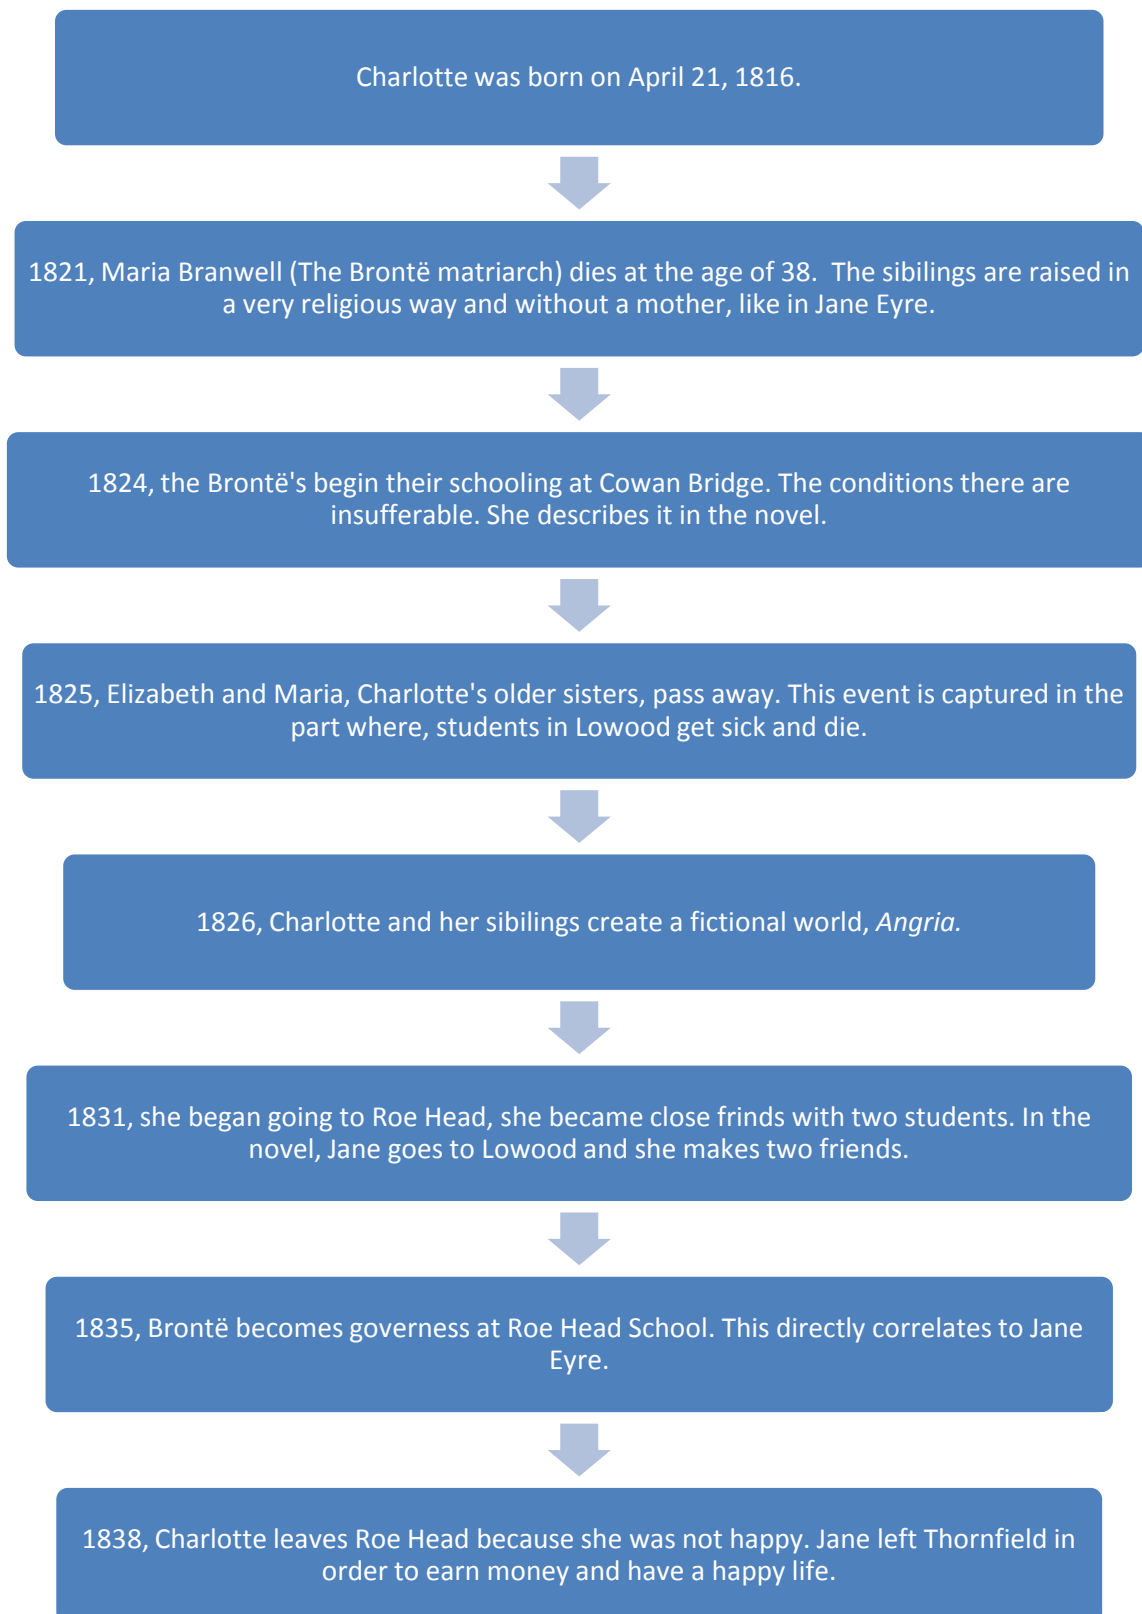 Charlotte was born on April 21, 1816.
1821, Maria Branwell (The Brontë matriarch) dies at the age of 38.  The sibilings are raised in
a very religious way and without a mother, like in Jane Eyre.
1824, the Brontë's begin their schooling at Cowan Bridge. The conditions there are
insufferable. She describes it in the novel.
1825, Elizabeth and Maria, Charlotte's older sisters, pass away. This event is captured in the
part where, students in Lowood get sick and die.
1826, Charlotte and her sibilings create a fictional world, Angria.
1831, she began going to Roe Head, she became close frinds with two students. In the
novel, Jane goes to Lowood and she makes two friends.
1835, Brontë becomes governess at Roe Head School. This directly correlates to Jane
Eyre.
1838, Charlotte leaves Roe Head because she was not happy. Jane left Thornfield in
order to earn money and have a happy life.